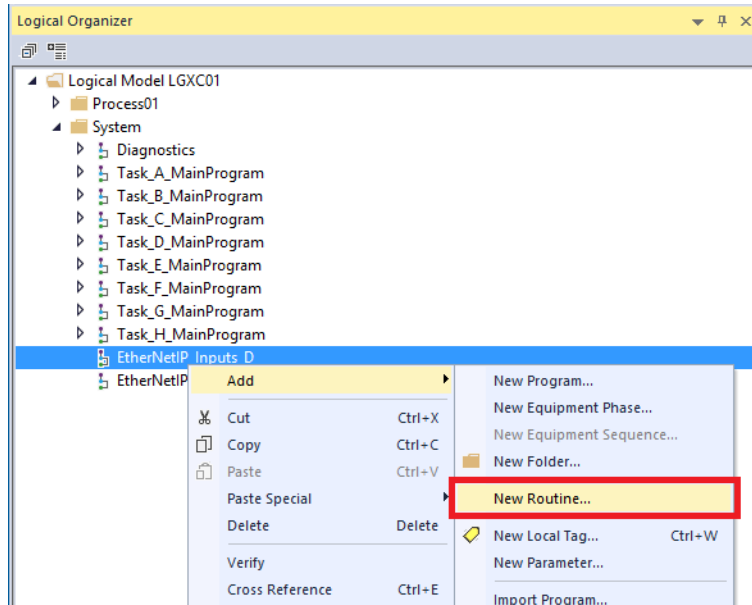 Logical Organizer
Logical Model LGXC01
Process01
System
Diagnostics
Task_A_MainProgram
Task_B_MainProgram
Task_C_MainProgram
Task_D_MainProgram
Task_E_MainProgram
Task_F_MainProgram
Task_G_MainProgram
Task_H_MainProgram
EtherNetIP_Inputs_D
EtherNetIP
Add
Cut Ctrl+X
Copy Ctrl+C
Paste Ctrl+V
Paste Special
Delete Delete
Verify
Cross Reference Ctrl+E
New Program...
New Equipment Phase...
New Equipment Sequence...
New Folder...
New Routine...
New Local Tag... Ctrl+W
New Parameter...
Import Program...